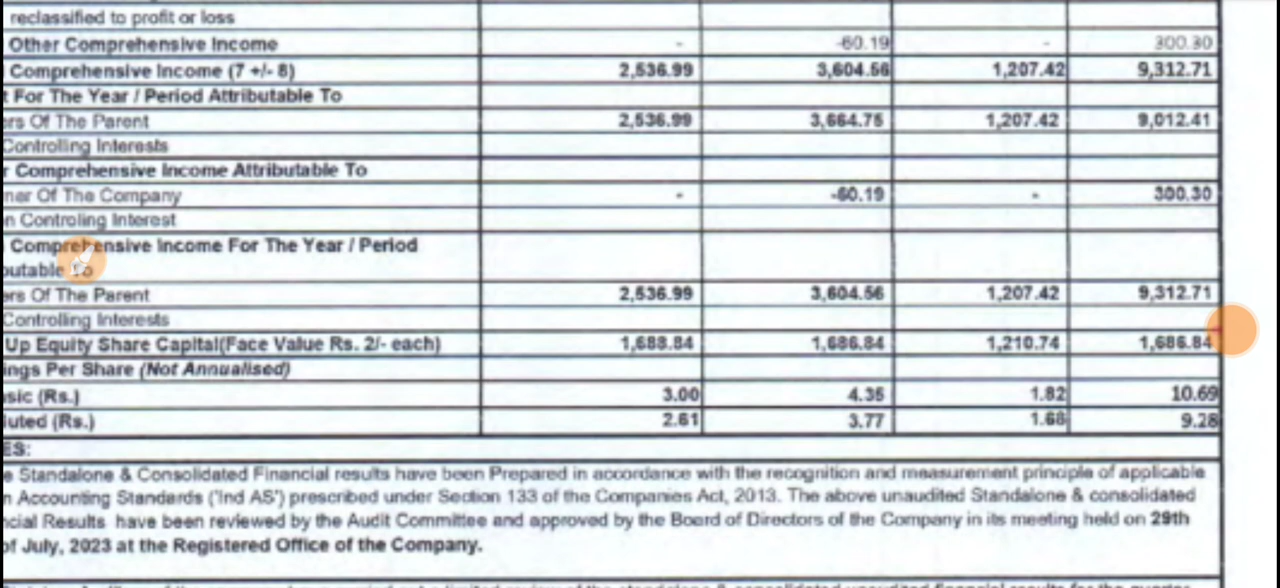 reclassified to profit or loss
Other Comprehensive Income - -60.19 - 300.30
Comprehensive Income (7 +/- 8) 2,536.99 3,604.56 1,207.42 9,312.71
t For The Year / Period Attributable To
ers Of The Parent 2,536.99 3,664.75 1,207.42 9,012.41
Controlling Interests
r Comprehensive Income Attributable To
ner Of The Company - -60.19 - 300.30
n Controling Interest
Comprehensive Income For The Year / Period
outable To
ers Of The Parent 2,536.99 3,604.56 1,207.42 9,312.71
Controlling Interests
Up Equity Share Capital(Face Value Rs. 2/- each) 1,688.84 1,686.84 1,210.74 1,686.84
ings Per Share (Not Annualised)
sic (Rs.) 3.00 4.35 1.82 10.69
luted (Rs.) 2.61 3.77 1.68 9.28
ES:
e Standalone & Consolidated Financial results have been Prepared in accordance with the recognition and measurement principle of applicable
n Accounting Standards ('Ind AS') prescribed under Section 133 of the Companies Act, 2013. The above unaudited Standalone & consolidated
ncial Results have been reviewed by the Audit Committee and approved by the Board of Directors of the Company in its meeting held on 29th
of July, 2023 at the Registered Office of the Company.